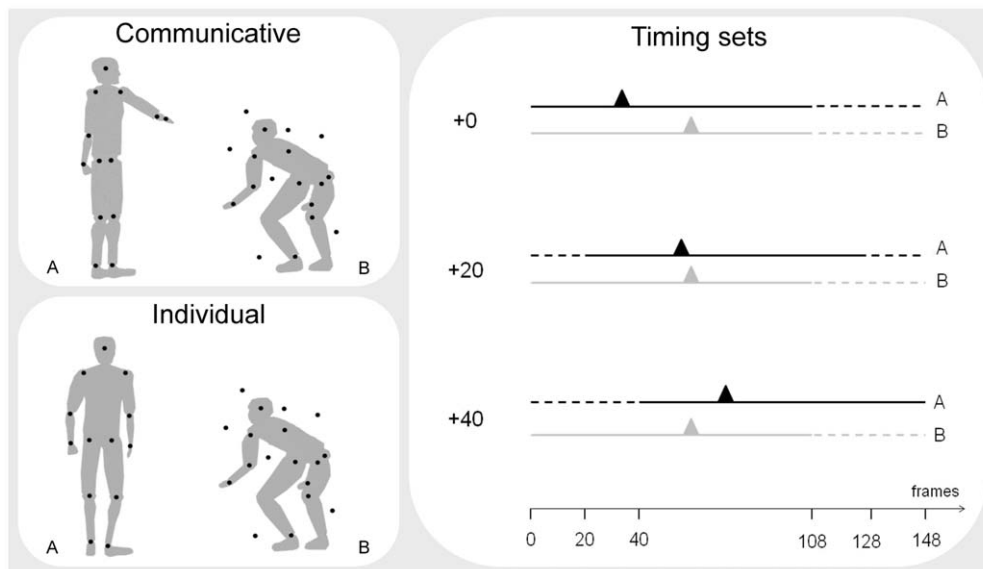 Communicative
A
B
Individual
A
B
Timing sets
+0
A
B
+20
A
B
+40
A
B
frames
0 20 40 108 128 148